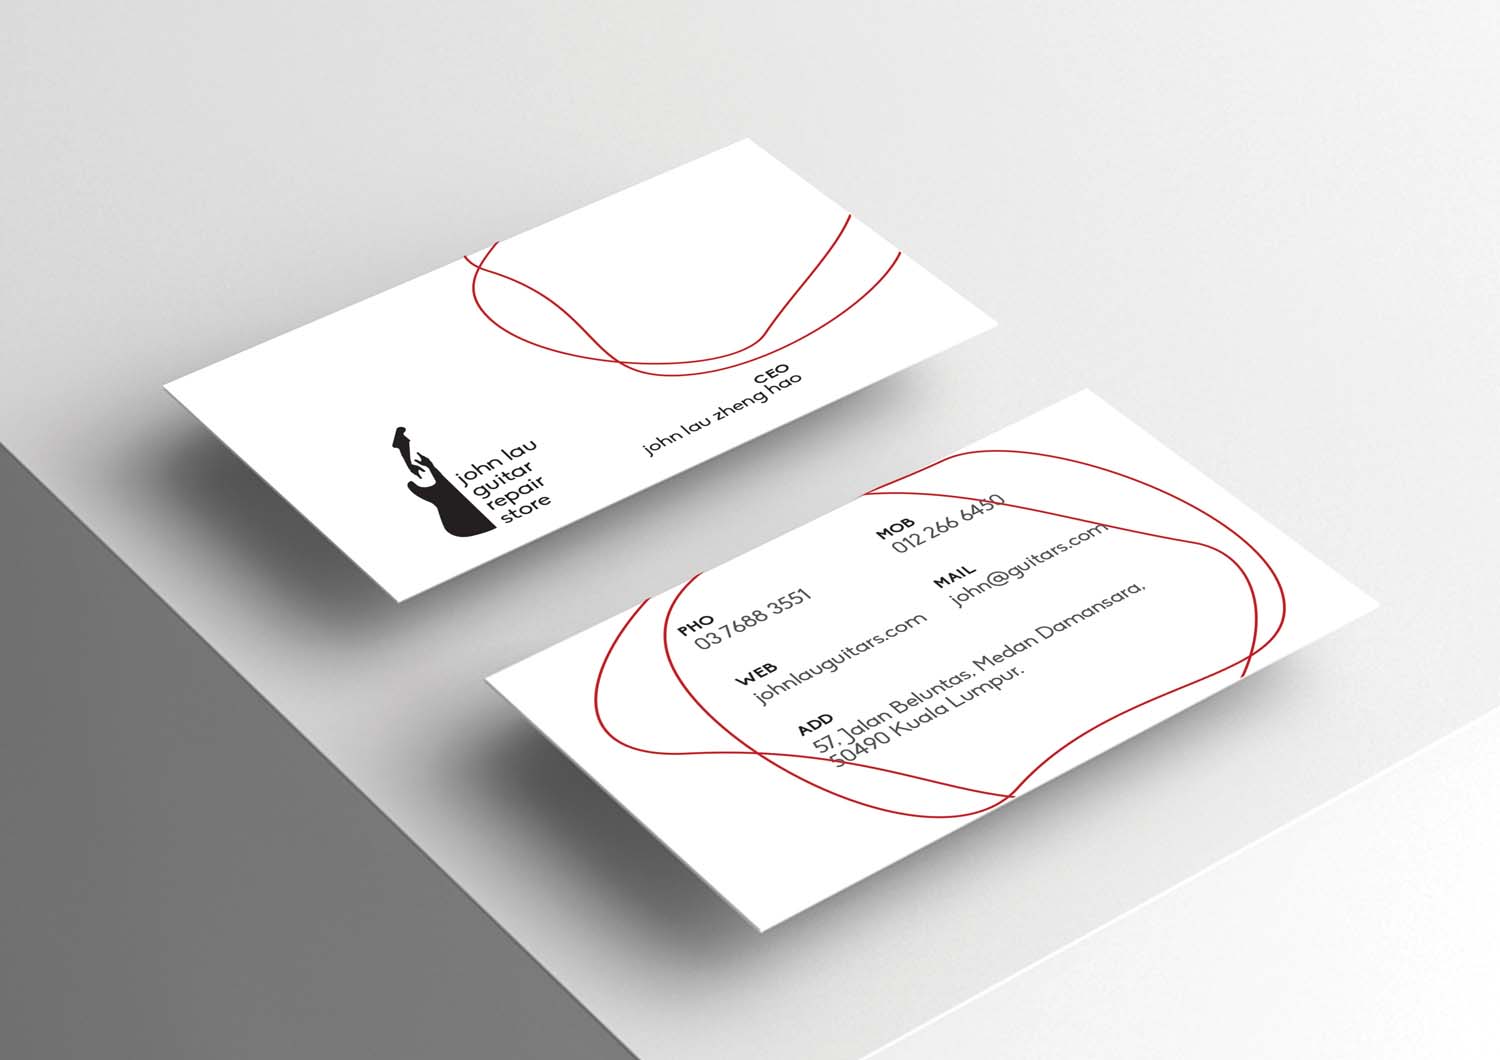 john lau
guitar
repair
store
CEO
john lau zheng hao
PHO
03 7688 3551
MOB
012 266 6450
WEB
johnlauguitars.com
MAIL
john@guitars.com
ADD
57, Jalan Beluntas, Medan Damansara,
50490 Kuala Lumpur.